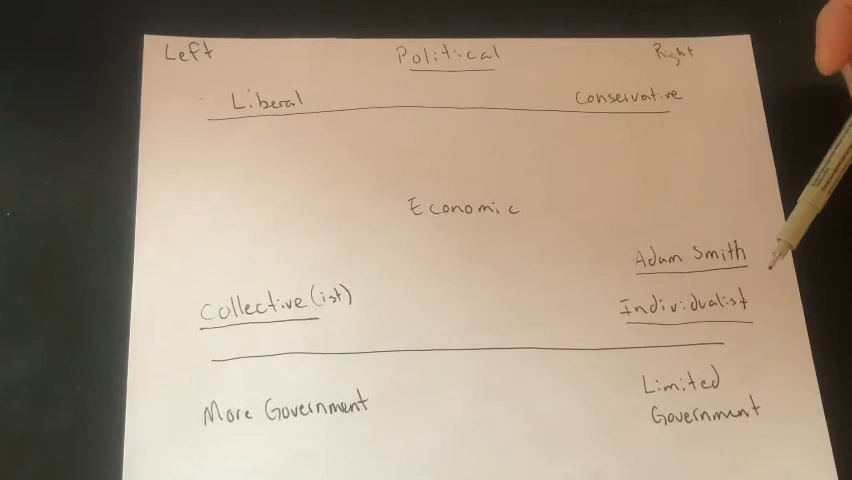 Left Political Right
Liberal Conservative
Economic
Adam Smith
Collective(ist) Individualist
More Government Limited
Government